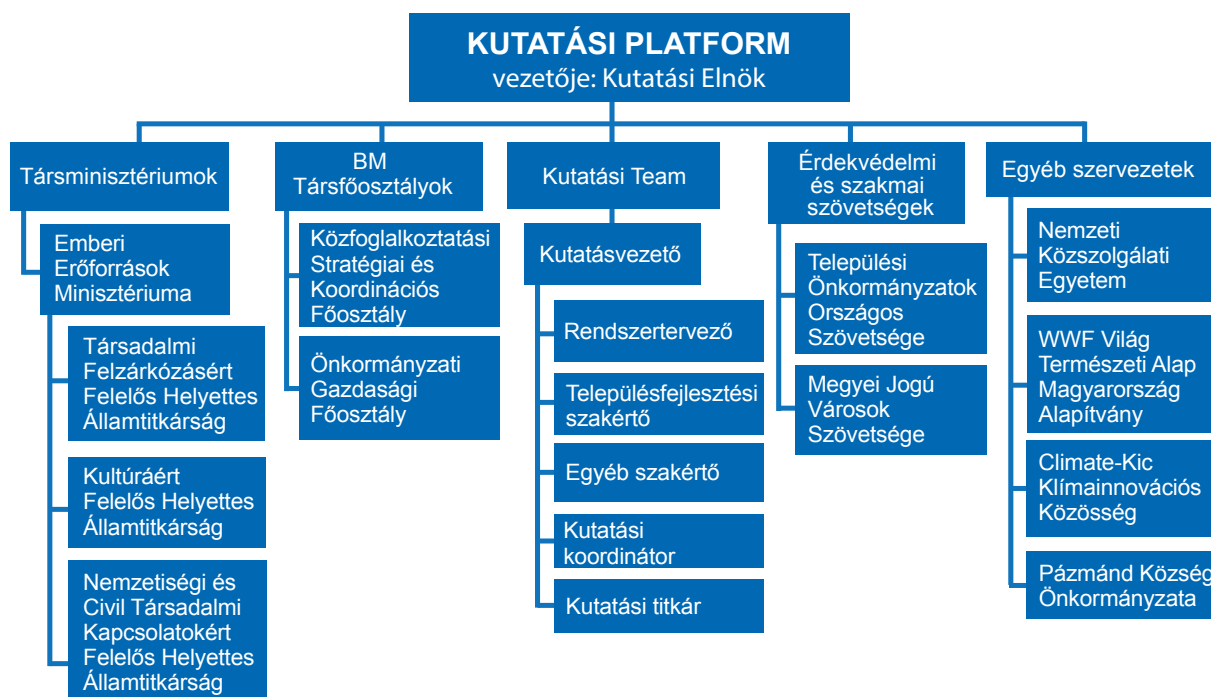 KUTATÁSI PLATFORM
vezetője: Kutatási Elnök
Társminisztériumok
Emberi
Erőforrások
Minisztériuma
Társadalmi
Felzárkózásért
Felelős Helyettes
Államtitkárság
Kultúráért
Felelős Helyettes
Államtitkárság
Nemzetiségi és
Civil Társadalmi
Kapcsolatokért
Felelős Helyettes
Államtitkárság
BM
Társfőosztályok
Közfoglalkoztatási
Stratégiai és
Koordinációs
Főosztály
Önkormányzati
Gazdasági
Főosztály
Kutatási Team
Kutatásvezető
Rendszertervező
Településfejlesztési
szakértő
Egyéb szakértő
Kutatási
koordinátor
Kutatási titkár
Érdekvédelmi
és szakmai
szövetségek
Települési
Önkormányzatok
Országos
Szövetsége
Megyei Jogú
Városok
Szövetsége
Egyéb szervezetek
Nemzeti
Közszolgálati
Egyetem
WWF Világ
Természeti Alap
Magyarország
Alapítvány
Climate-Kic
Klímainnovációs
Közösség
Pázmánd Község
Önkormányzata